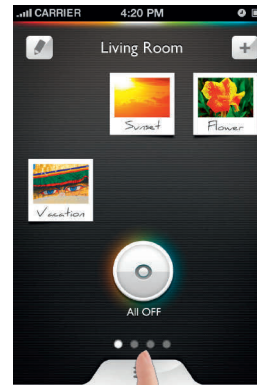 CARRIER 4:20 PM
Living Room
Sunset Flower
Vacation
All OFF